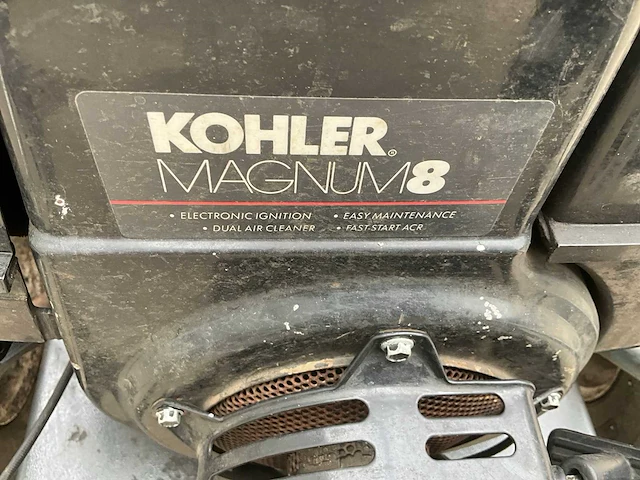 KOHLER®
MAGNUM8
• ELECTRONIC IGNITION • EASY MAINTENANCE
• DUAL AIR CLEANER • FAST START ACR